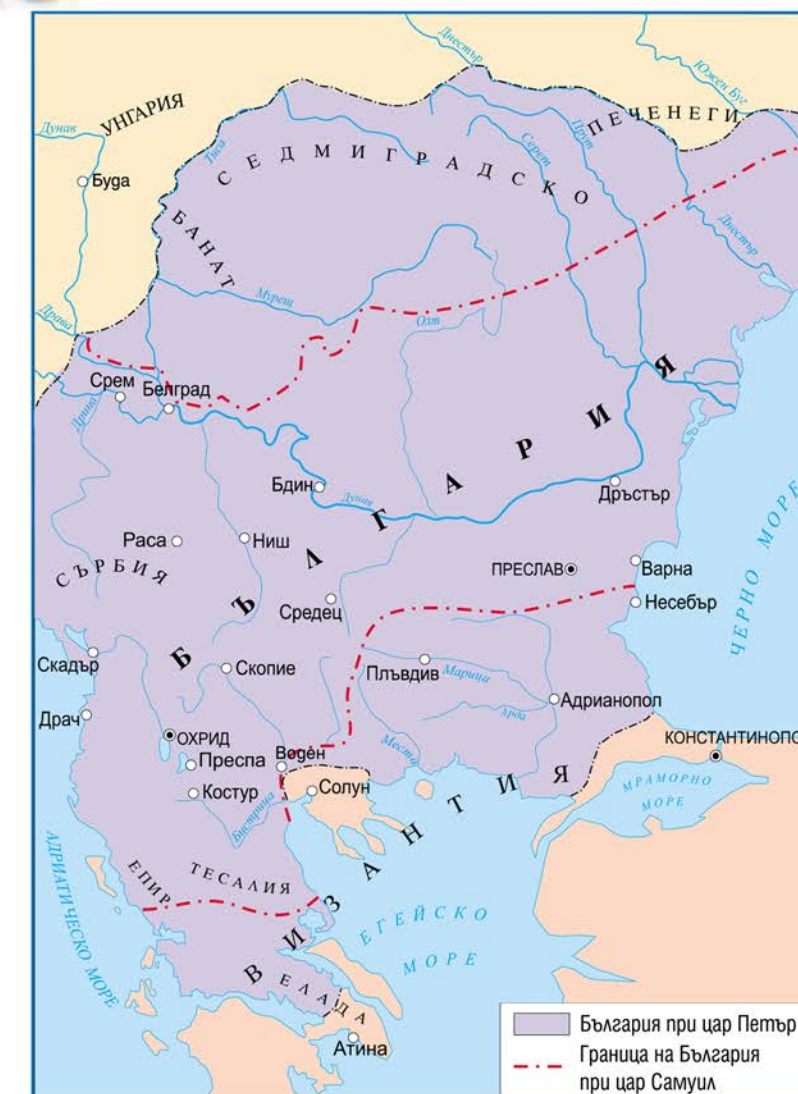 Днестър
Южен Буг
УНГАРИЯ
ПЕЧЕНЕГИ
Дунав
Тиса
Серет
Прут
Буда
СЕДМИГРАДСКО
БАНАТ
Днестър
Муреш
Олт
Драва
Срем
Белград
Дрина
БЪЛГАРИЯ
Бдин
Дунав
Дръстър
ЧЕРНО МОРЕ
Раса
Ниш
СЪРБИЯ
ПРЕСЛАВ
Варна
Средец
Несебър
Скадър
Скопие
Плъвдив
Марица
Адрианопол
Арда
Драч
ОХРИД
Места
КОНСТАНТИНОПО
Преспа
Воден
Костур
Солун
Бистрица
МРАМОРНО
МОРЕ
ВИЗАНТИЯ
АДРИАТИЧЕСКО МОРЕ
ЕПИР
ТЕСАЛИЯ
ЕГЕЙСКО
МОРЕ
ЕЛАДА
Атина
България при цар Петър
Граница на България
при цар Самуил